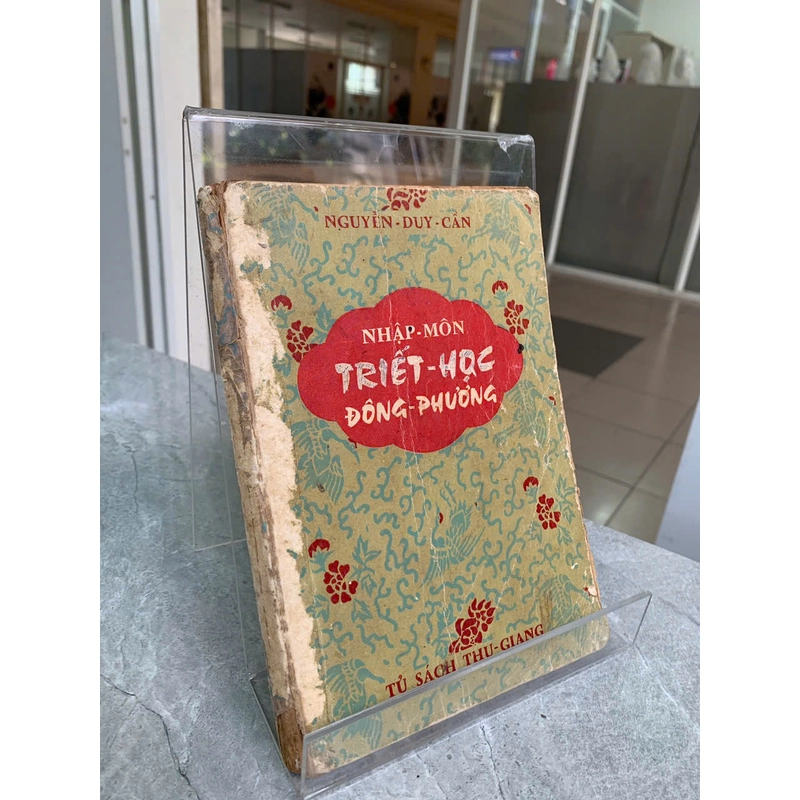 NGUYỄN-DUY-CẦN
NHẬP-MÔN
TRIẾT-HỌC
ĐÔNG-PHƯƠNG
TỦ SÁCH THU-GIANG